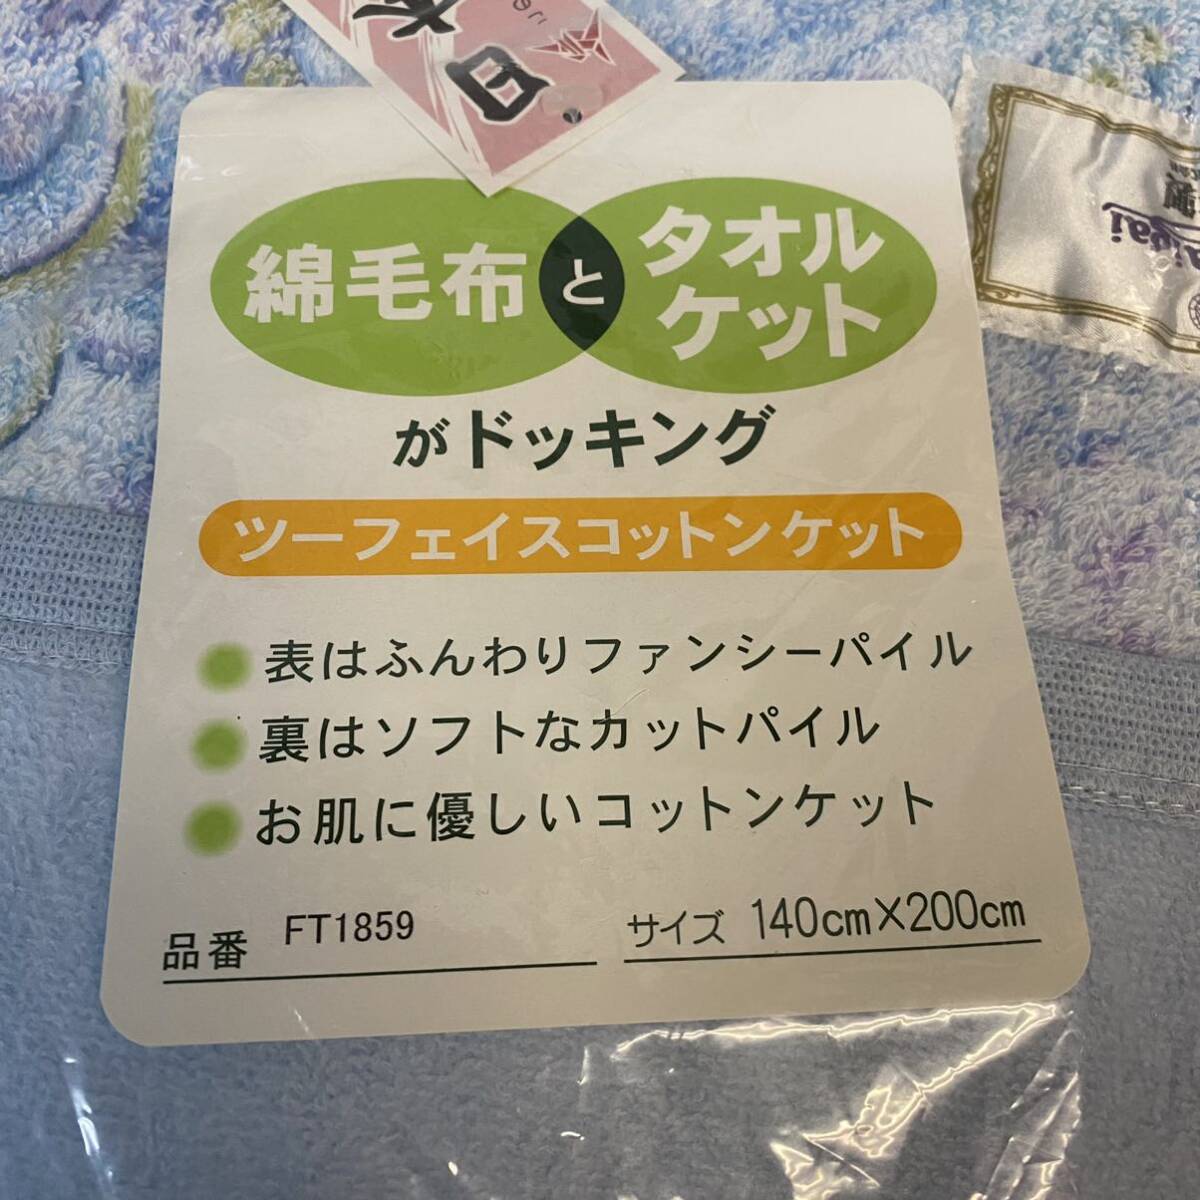 日
綿毛布とタオルケット
がドッキング
ツーフェイスコットンケット
表はふんわりファンシーパイル
裏はソフトなカットパイル
お肌に優しいコットンケット
品番 FT1859
サイズ 140cm×200cm